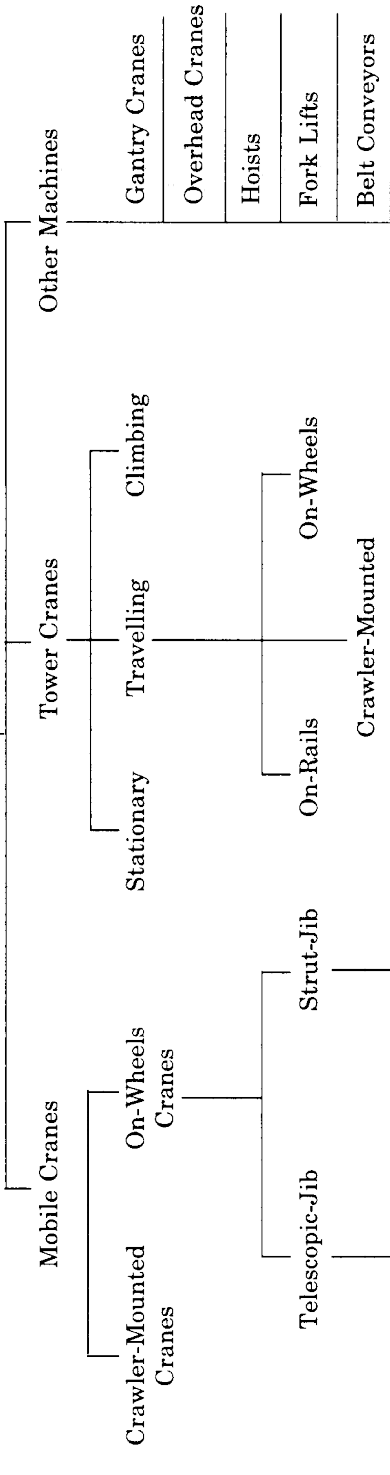 Mobile Cranes
Tower Cranes
Other Machines
Crawler-Mounted
Cranes
On-Wheels
Cranes
Stationary
Travelling
Climbing
Gantry Cranes
Overhead Cranes
Hoists
Telescopic-Jib
Strut-Jib
On-Rails
On-Wheels
Fork Lifts
Crawler-Mounted
Belt Conveyors